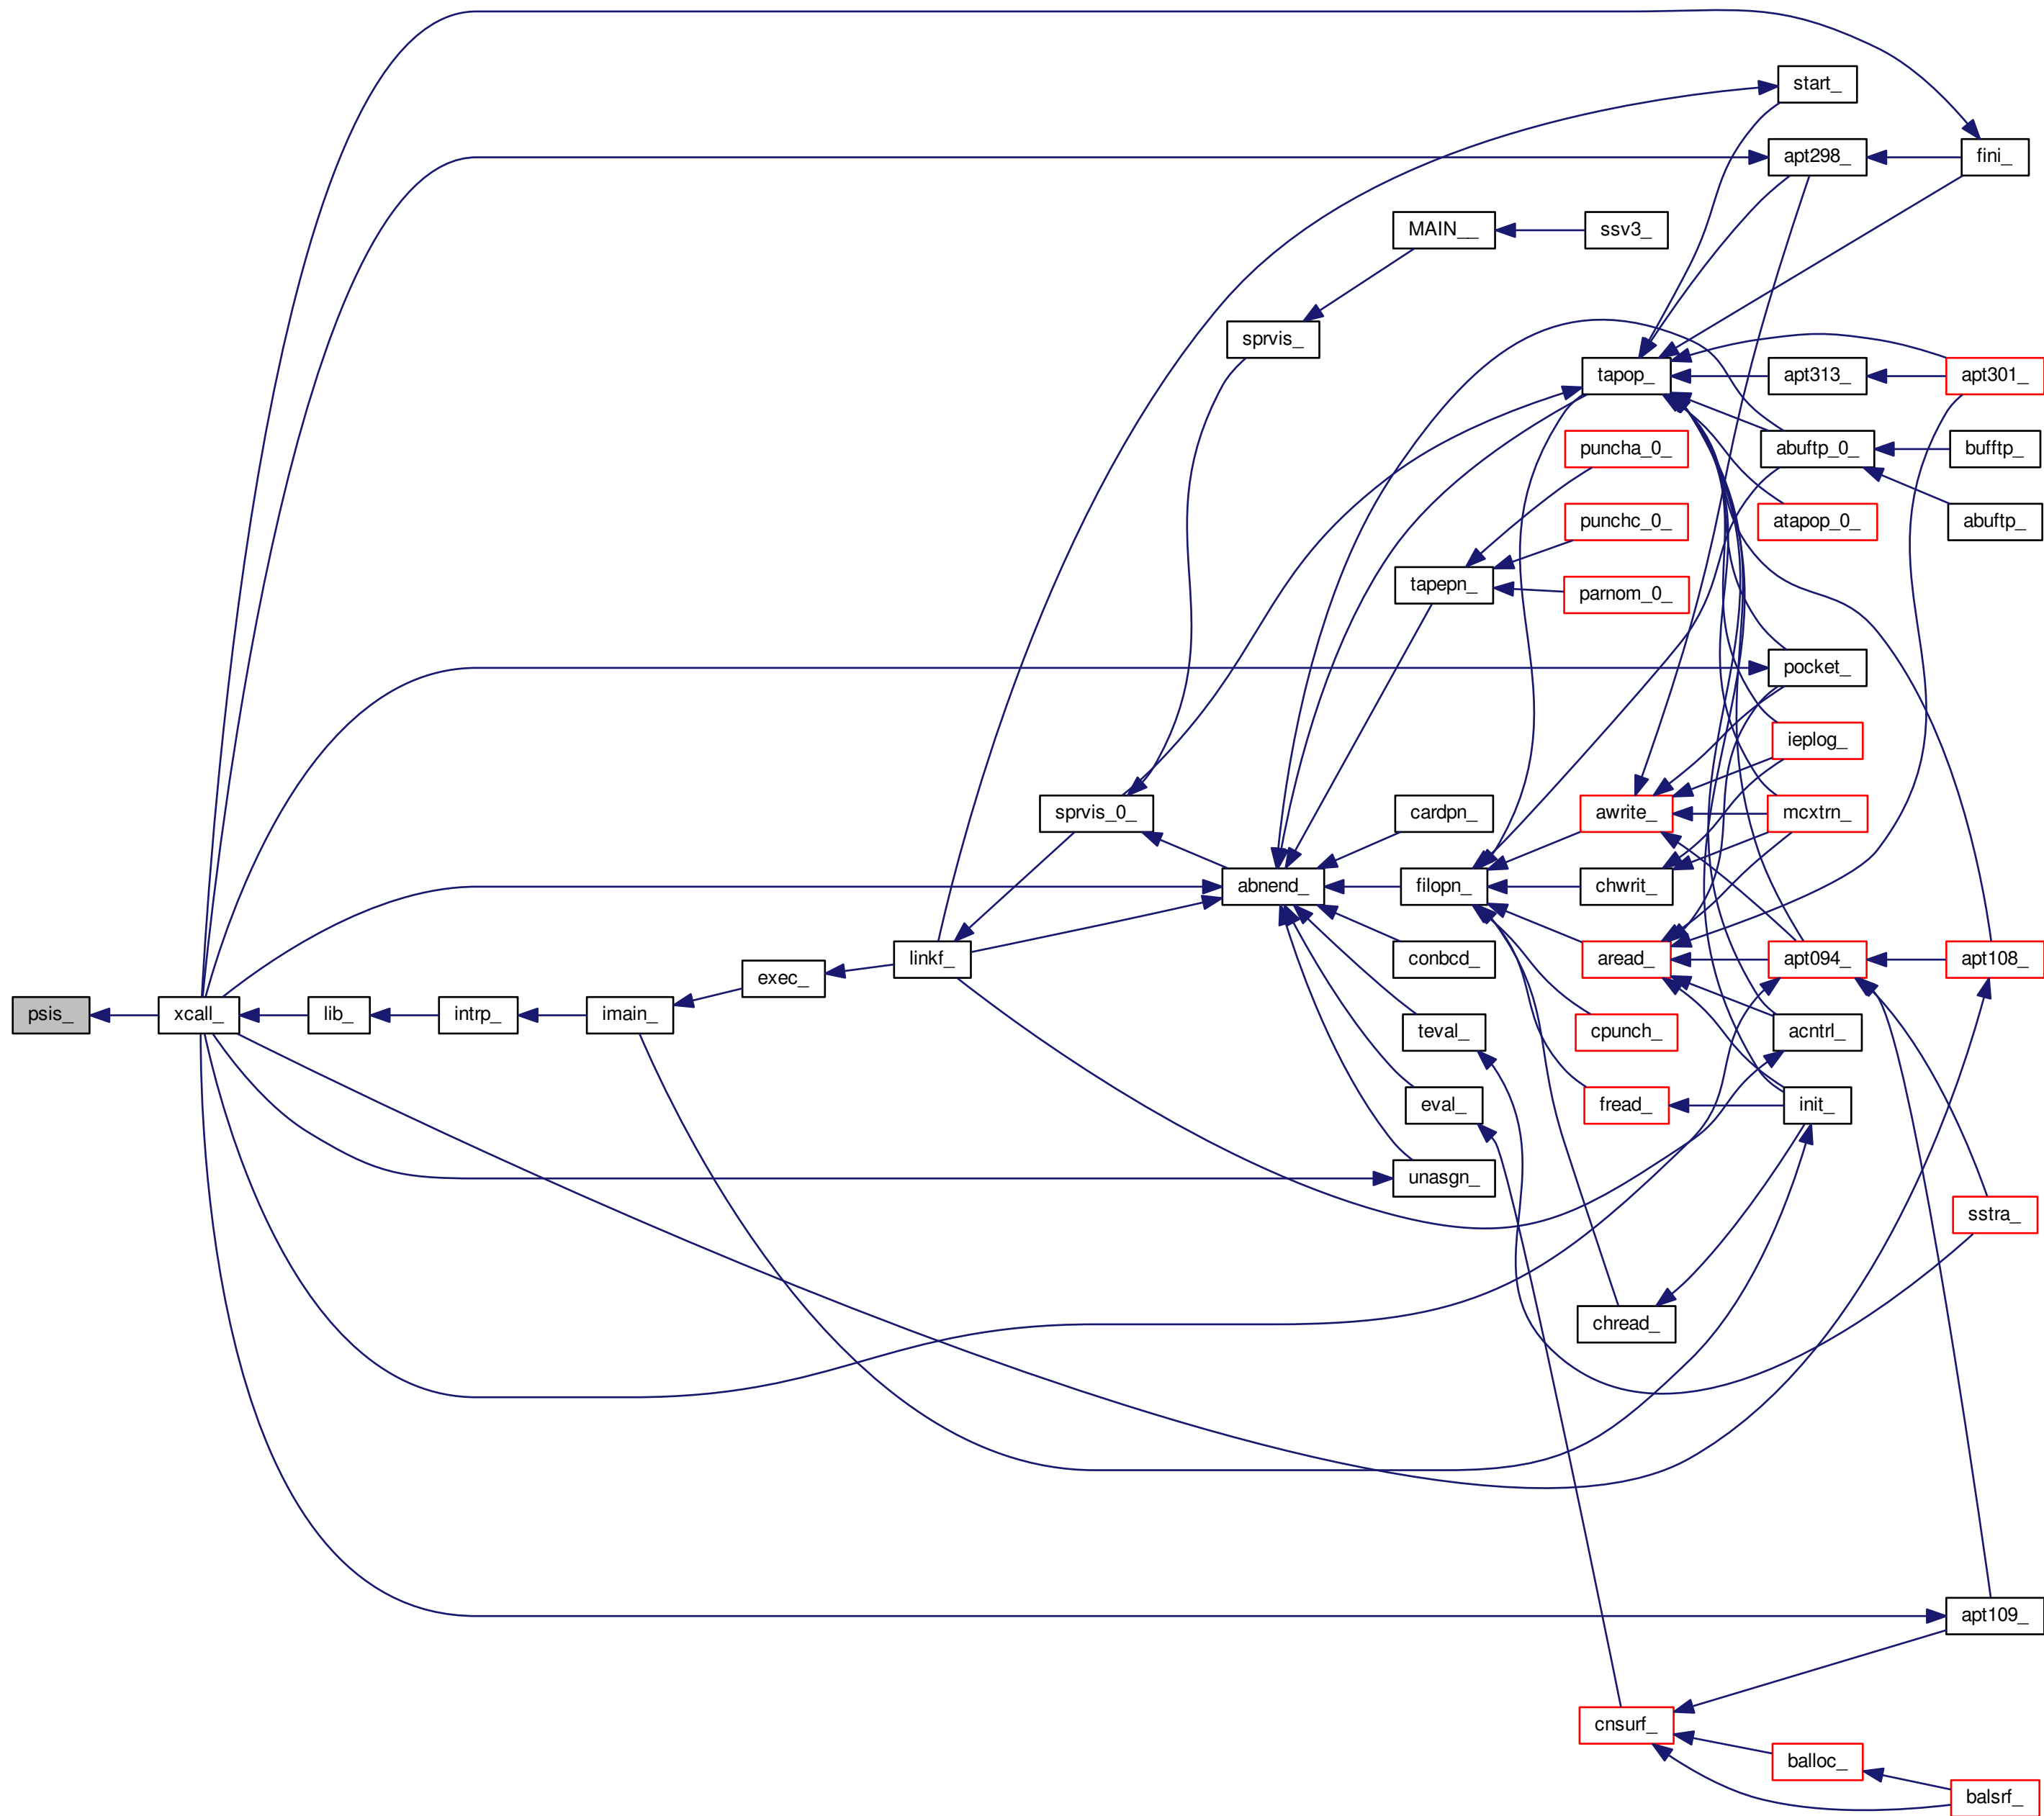 start_
apt298_
fini_
MAIN__
ssv3_
sprvis_
tapop_
apt313_
apt301_
puncha_0_
abuftp_0_
bufftp_
punchc_0_
atapop_0_
abuftp_
tapepn_
parnom_0_
pocket_
ieplog_
sprvis_0_
cardpn_
awrite_
mcxtrn_
abnend_
filopn_
chwrit_
linkf_
conbcd_
aread_
apt094_
apt108_
exec_
psis_
xcall_
lib_
intrp_
imain_
teval_
cpunch_
acntrl_
eval_
fread_
init_
unasgn_
sstra_
chread_
apt109_
cnsurf_
balloc_
balsrf_